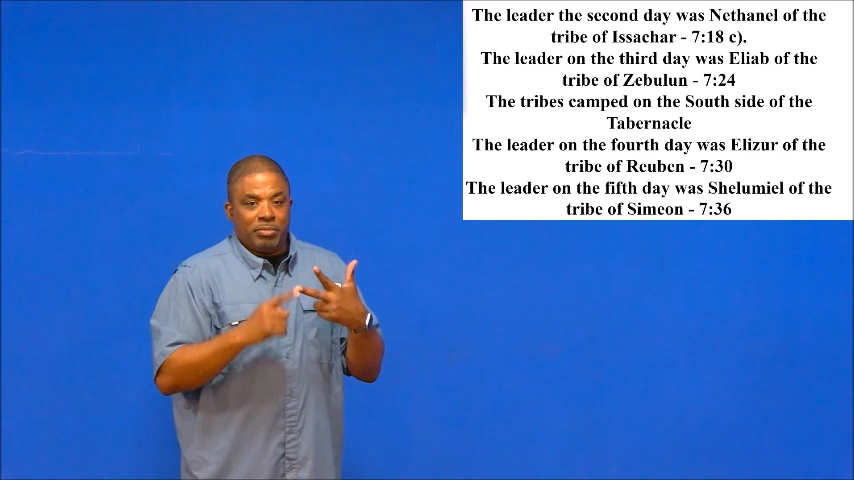 The leader the second day was Nethanel of the
tribe of Issachar - 7:18 c).
The leader on the third day was Eliab of the
tribe of Zebulun - 7:24
The tribes camped on the South side of the
Tabernacle
The leader on the fourth day was Elizur of the
tribe of Reuben - 7:30
The leader on the fifth day was Shelumiel of the
tribe of Simeon - 7:36